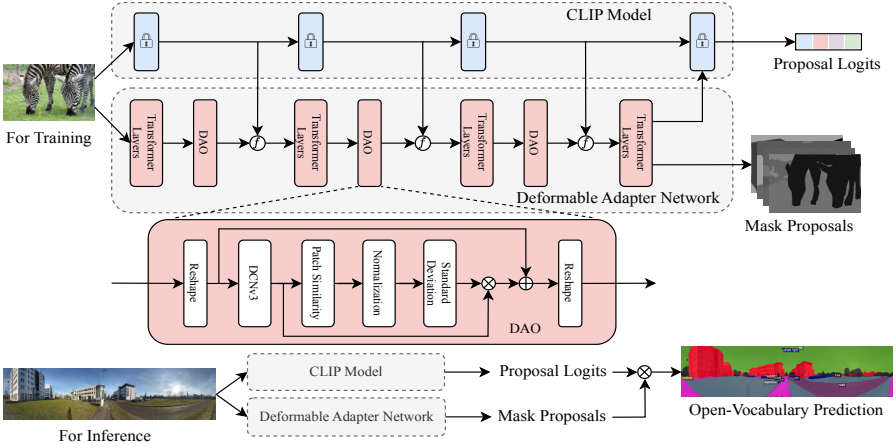 CLIP Model
Proposal Logits
For Training
Transformer Layers
DAO
f
Transformer Layers
DAO
f
Transformer Layers
DAO
f
Transformer Layers
Deformable Adapter Network
Mask Proposals
Reshape
DCNv3
Patch Similarity
Normalization
Standard Deviation
Reshape
DAO
CLIP Model
Proposal Logits
Deformable Adapter Network
Mask Proposals
For Inference
Open-Vocabulary Prediction